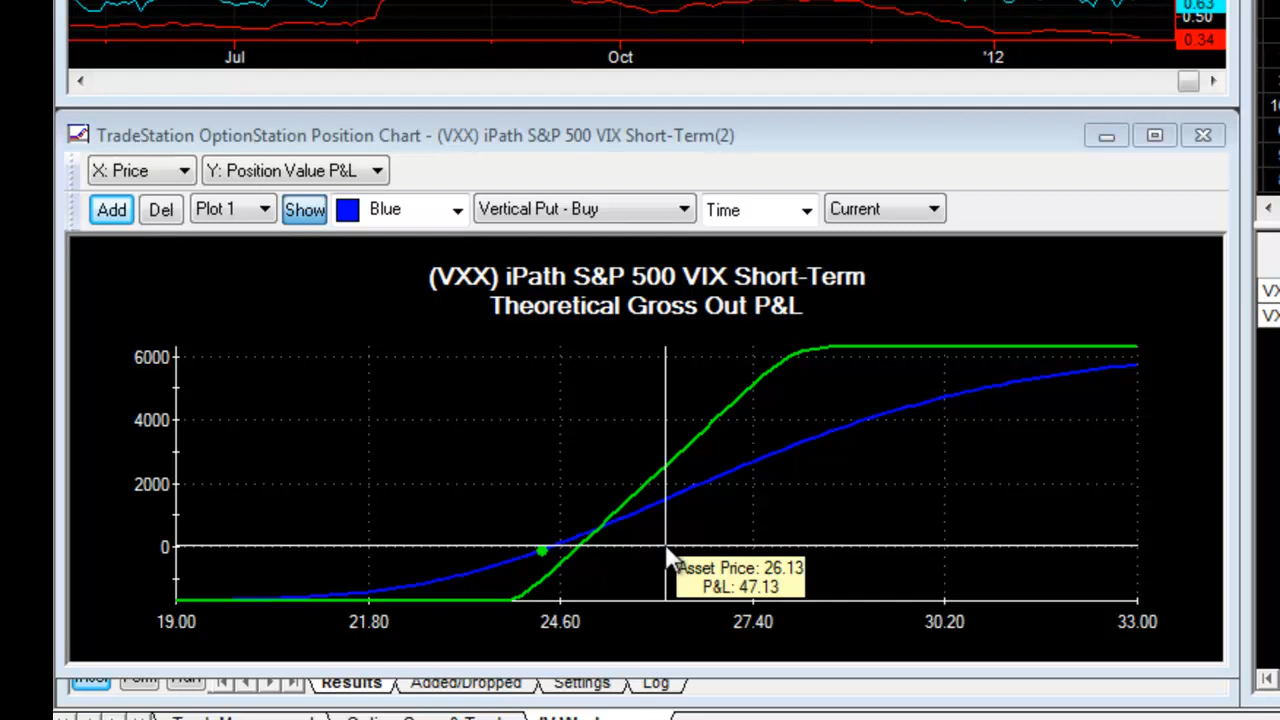 0.63
0.50
0.34
Jul Oct '12
TradeStation OptionStation Position Chart - (VXX) iPath S&P 500 VIX Short-Term(2)
X: Price Y: Position Value P&L
Add Del Plot 1 Show Blue Vertical Put - Buy Time Current
(VXX) iPath S&P 500 VIX Short-Term
Theoretical Gross Out P&L
6000
4000
2000
0
Asset Price: 26.13
P&L: 47.13
19.00 21.80 24.60 27.40 30.20 33.00
Results Added/Dropped Settings Log